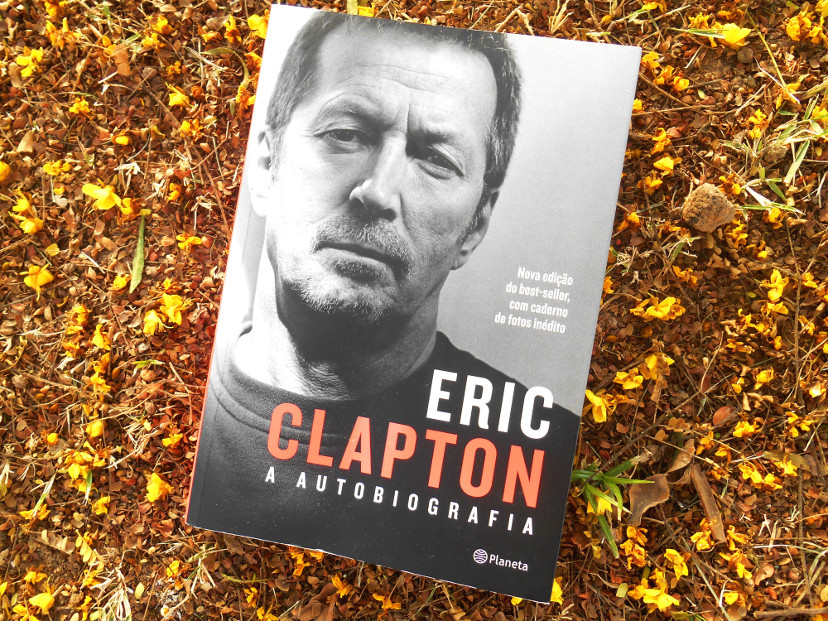 Nova edição
do best-seller,
com caderno
de fotos inédito
ERIC
CLAPTON
A AUTOBIOGRAFIA
Planeta